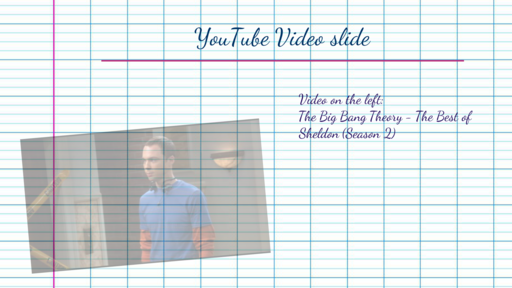 YouTube Video slide
Video on the left:
The Big Bang Theory - The Best of
Sheldon (Season 2)